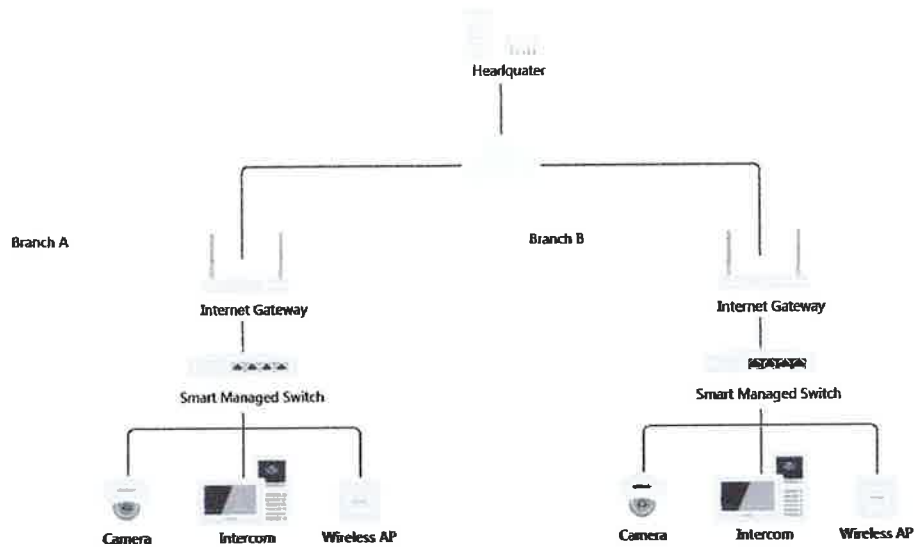 Headquater
Branch A
Branch B
Internet Gateway
Internet Gateway
Smart Managed Switch
Smart Managed Switch
Camera
Intercom
Wireless AP
Camera
Intercom
Wireless AP